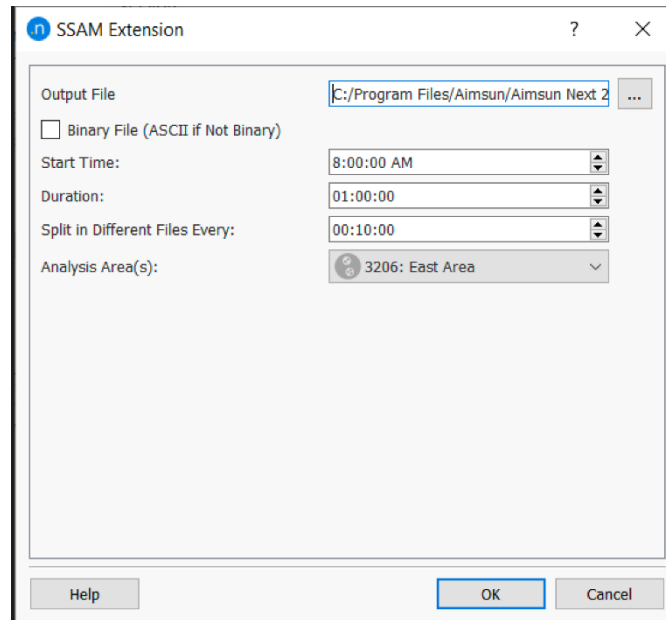 .n SSAM Extension ? 
Output File C:/Program Files/Aimsun/Aimsun Next 2 ...
Binary File (ASCII if Not Binary)
Start Time: 8:00:00 AM
Duration: 01:00:00
Split in Different Files Every: 00:10:00
Analysis Area(s): 3206: East Area
Help OK Cancel